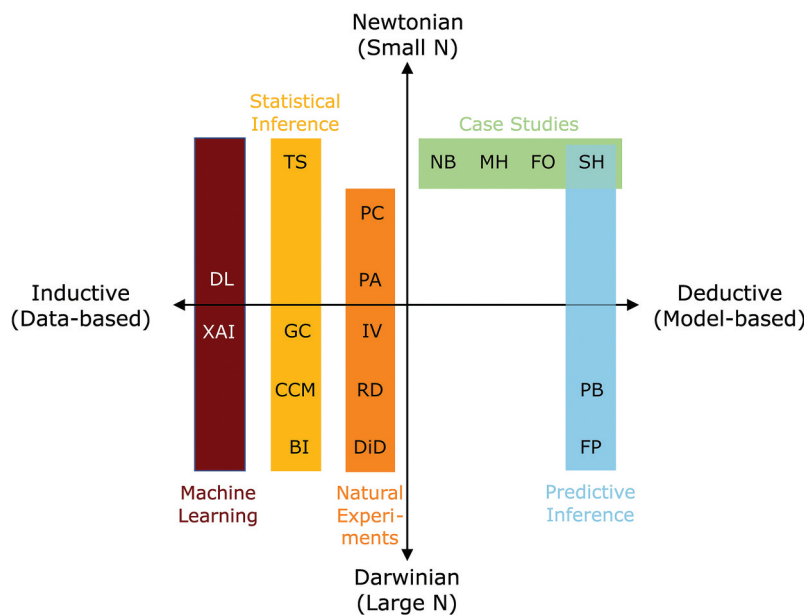 Newtonian
(Small N)
Statistical
Inference
Case Studies
TS
NB MH FO SH
PC
DL
PA
Inductive
(Data-based)
Deductive
(Model-based)
XAI
GC
IV
CCM
RD
PB
BI
DiD
FP
Machine
Learning
Natural
Experi-
ments
Predictive
Inference
Darwinian
(Large N)